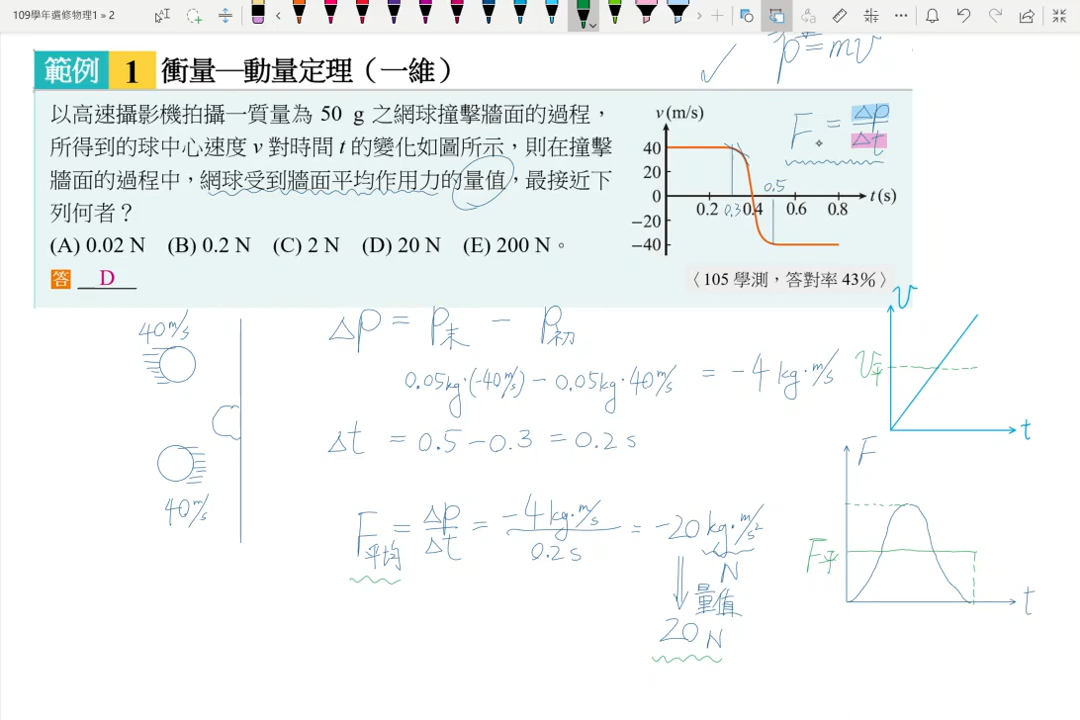 109學年選修物理1 » 2
範例 1 衝量—動量定理（一維）
以高速攝影機拍攝一質量為 50 g 之網球撞擊牆面的過程，
所得到的球中心速度 v 對時間 t 的變化如圖所示，則在撞擊
牆面的過程中，網球受到牆面平均作用力的量值，最接近下
列何者？
(A) 0.02 N (B) 0.2 N (C) 2 N (D) 20 N (E) 200 N。
答 D
p = mv
F = Δp/Δt
v(m/s)
40
20
0
−20
−40
0.2 0.3 0.4 0.5 0.6 0.8 t(s)
〈105 學測，答對率 43%〉
40 m/s
40 m/s
Δp = p末 − p初
0.05kg·(-40m/s) − 0.05kg·40m/s = −4 kg·m/s
Δt = 0.5 − 0.3 = 0.2 s
F平均 = Δp/Δt = −4 kg·m/s / 0.2 s = −20 kg·m/s²
N
量值
20 N
v
v平
t
F
F平
t